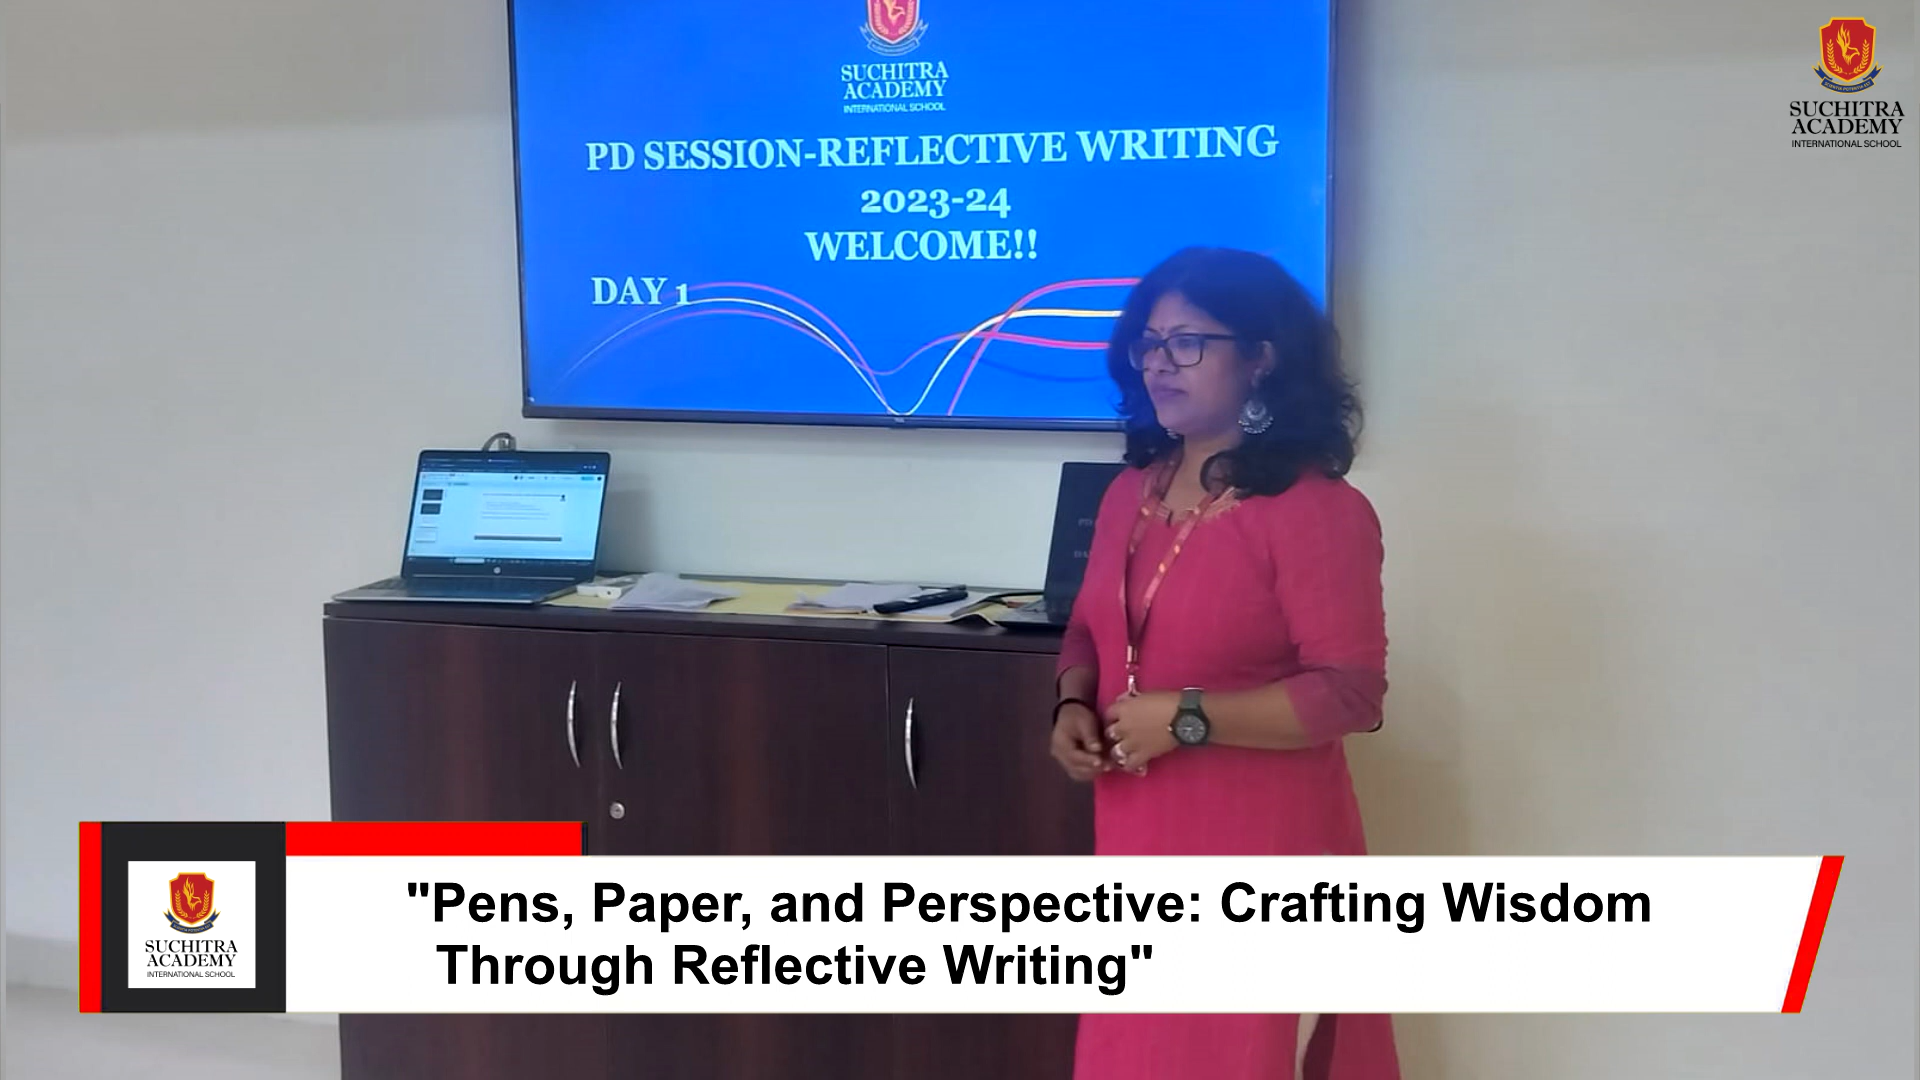 SUCHITRA
ACADEMY
INTERNATIONAL SCHOOL
PD SESSION-REFLECTIVE WRITING
2023-24
WELCOME!!
DAY 1
SUCHITRA
ACADEMY
INTERNATIONAL SCHOOL
SUCHITRA
ACADEMY
INTERNATIONAL SCHOOL
"Pens, Paper, and Perspective: Crafting Wisdom
Through Reflective Writing"